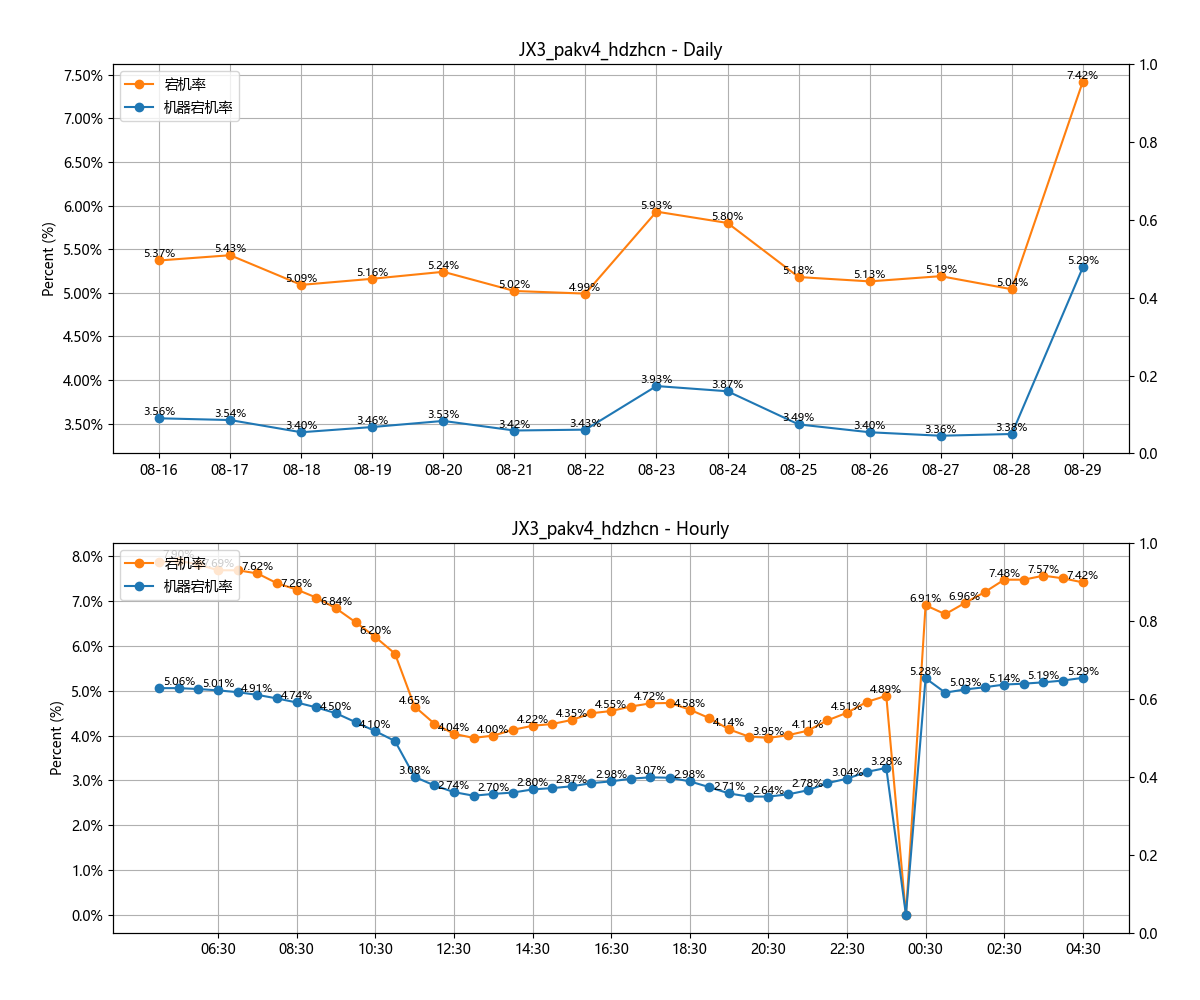 JX3_pakv4_hdzhcn - Daily
宕机率
机器宕机率
Percent (%)
7.50%
7.00%
6.50%
6.00%
5.50%
5.00%
4.50%
4.00%
3.50%
1.0
0.8
0.6
0.4
0.2
0.0
5.37% 5.43% 5.09% 5.16% 5.24% 5.02% 4.99% 5.93% 5.80% 5.18% 5.13% 5.19% 5.04% 7.42%
3.56% 3.54% 3.40% 3.46% 3.53% 3.42% 3.43% 3.93% 3.87% 3.49% 3.40% 3.36% 3.38% 5.29%
08-16 08-17 08-18 08-19 08-20 08-21 08-22 08-23 08-24 08-25 08-26 08-27 08-28 08-29
JX3_pakv4_hdzhcn - Hourly
宕机率
机器宕机率
Percent (%)
8.0%
7.0%
6.0%
5.0%
4.0%
3.0%
2.0%
1.0%
0.0%
1.0
0.8
0.6
0.4
0.2
0.0
7.90% 7.69% 7.62% 7.26% 6.84% 6.20% 4.65% 4.04% 4.00% 4.22% 4.35% 4.55% 4.72% 4.58% 4.14% 3.95% 4.11% 4.51% 4.89% 6.91% 6.96% 7.48% 7.57% 7.42%
5.06% 5.01% 4.91% 4.74% 4.50% 4.10% 3.08% 2.74% 2.70% 2.80% 2.87% 2.98% 3.07% 2.98% 2.71% 2.64% 2.78% 3.04% 3.28% 5.28% 5.03% 5.14% 5.19% 5.29%
06:30 08:30 10:30 12:30 14:30 16:30 18:30 20:30 22:30 00:30 02:30 04:30